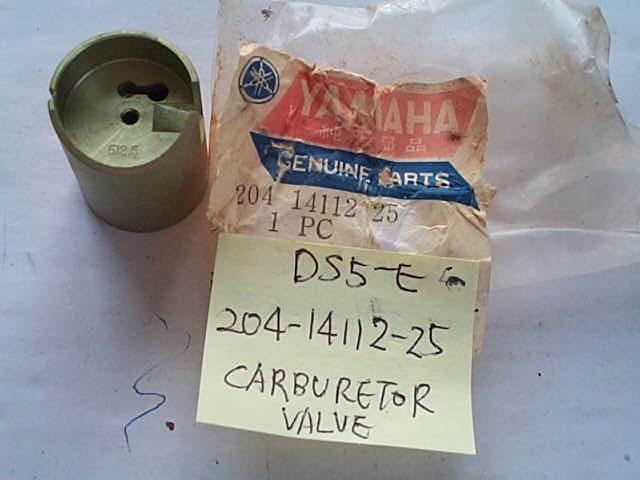 YAMAHA
GENUINE PARTS
204 14112 25
1 PC
DS5-E
204-14112-25
CARBURETOR
VALVE